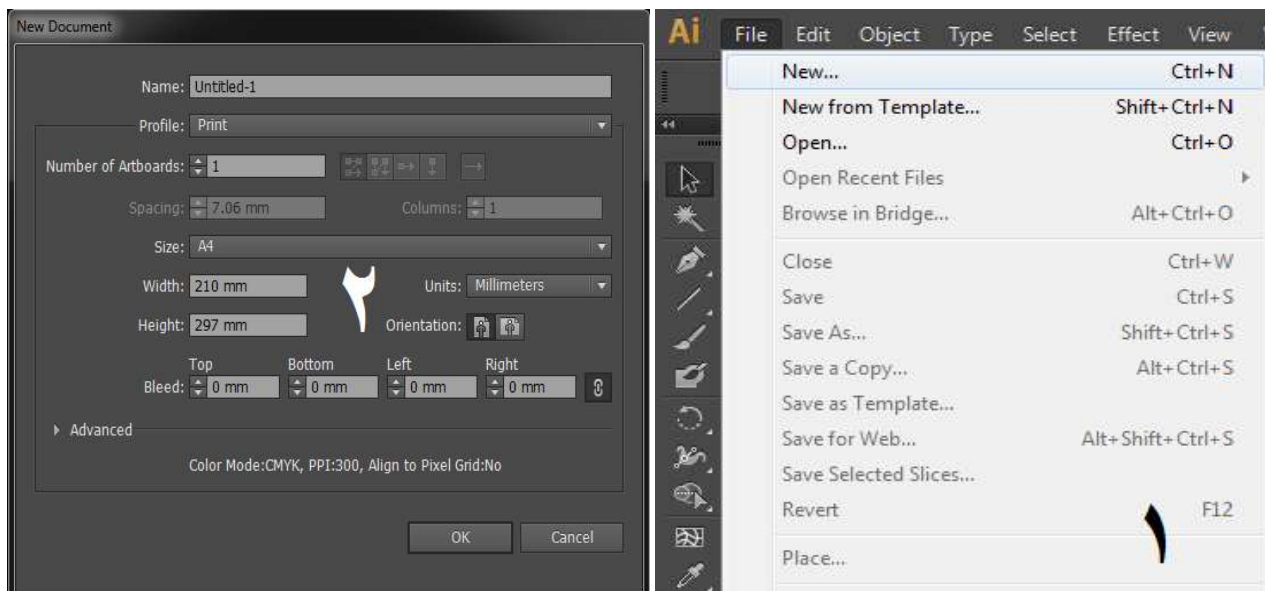 New Document
Name: Untitled-1
Profile: Print
Number of Artboards: 1
Spacing: 7.06 mm Columns: 1
Size: A4
Width: 210 mm Units: Millimeters
Height: 297 mm Orientation:
Top Bottom Left Right
Bleed: 0 mm 0 mm 0 mm 0 mm
Advanced
Color Mode:CMYK, PPI:300, Align to Pixel Grid:No
OK Cancel
٢
Ai File Edit Object Type Select Effect View
New... Ctrl+N
New from Template... Shift+Ctrl+N
Open... Ctrl+O
Open Recent Files
Browse in Bridge... Alt+Ctrl+O
Close Ctrl+W
Save Ctrl+S
Save As... Shift+Ctrl+S
Save a Copy... Alt+Ctrl+S
Save as Template...
Save for Web... Alt+Shift+Ctrl+S
Save Selected Slices...
Revert F12
Place...
١